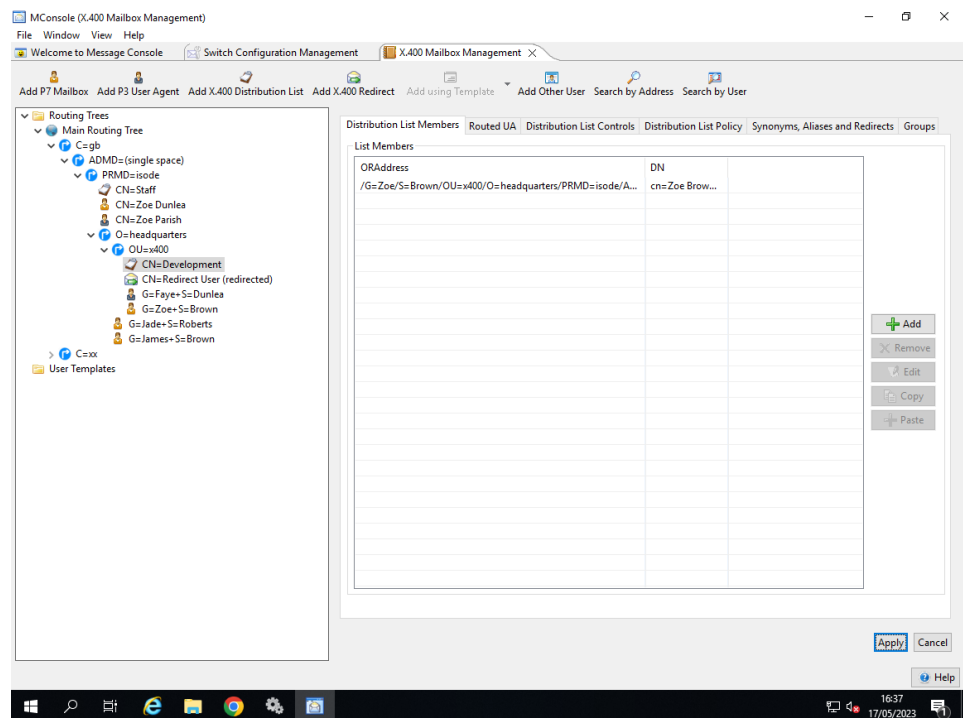 MConsole (X.400 Mailbox Management)
File Window View Help
Welcome to Message Console Switch Configuration Management X.400 Mailbox Management
Add P7 Mailbox Add P3 User Agent Add X.400 Distribution List Add X.400 Redirect Add using Template Add Other User Search by Address Search by User
Routing Trees
Main Routing Tree
C=gb
ADMD=(single space)
PRMD=isode
CN=Staff
CN=Zoe Dunlea
CN=Zoe Parish
O=headquarters
OU=x400
CN=Development
CN=Redirect User (redirected)
G=Faye+S=Dunlea
G=Zoe+S=Brown
G=Jade+S=Roberts
G=James+S=Brown
C=xx
User Templates
Distribution List Members Routed UA Distribution List Controls Distribution List Policy Synonyms, Aliases and Redirects Groups
List Members
ORAddress DN
/G=Zoe/S=Brown/OU=x400/O=headquarters/PRMD=isode/A... cn=Zoe Brow...
Add
Remove
Edit
Copy
Paste
Apply Cancel
Help
16:37
17/05/2023
1